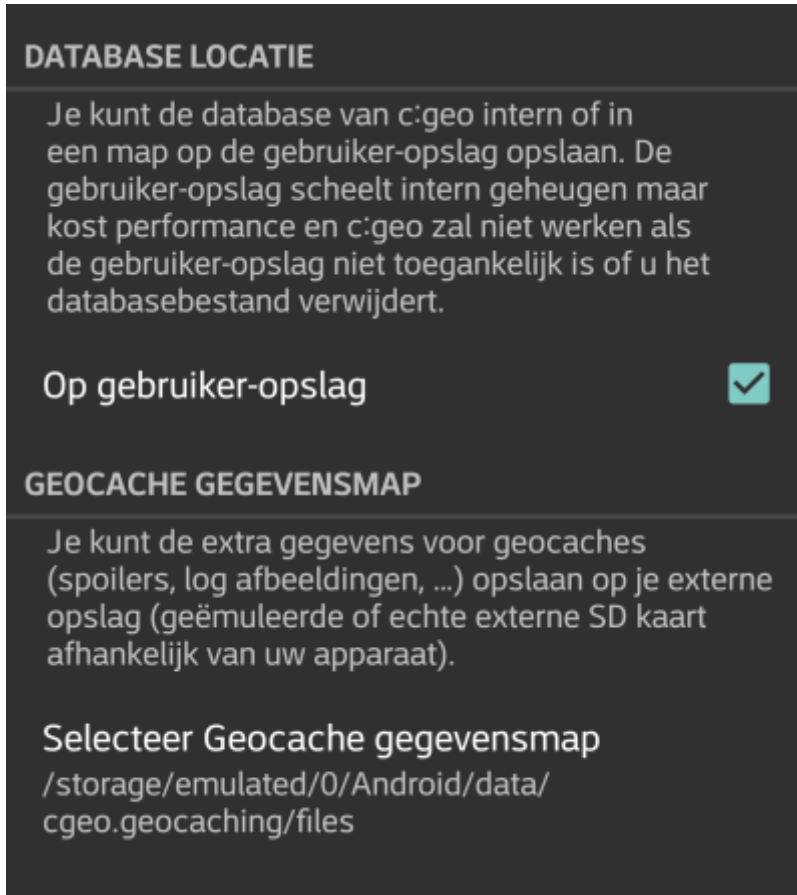 DATABASE LOCATIE
Je kunt de database van c:geo intern of in
een map op de gebruiker-opslag opslaan. De
gebruiker-opslag scheelt intern geheugen maar
kost performance en c:geo zal niet werken als
de gebruiker-opslag niet toegankelijk is of u het
databasebestand verwijdert.
Op gebruiker-opslag
GEOCACHE GEGEVENSMAP
Je kunt de extra gegevens voor geocaches
(spoilers, log afbeeldingen, ...) opslaan op je externe
opslag (geëmuleerde of echte externe SD kaart
afhankelijk van uw apparaat).
Selecteer Geocache gegevensmap
/storage/emulated/0/Android/data/
cgeo.geocaching/files